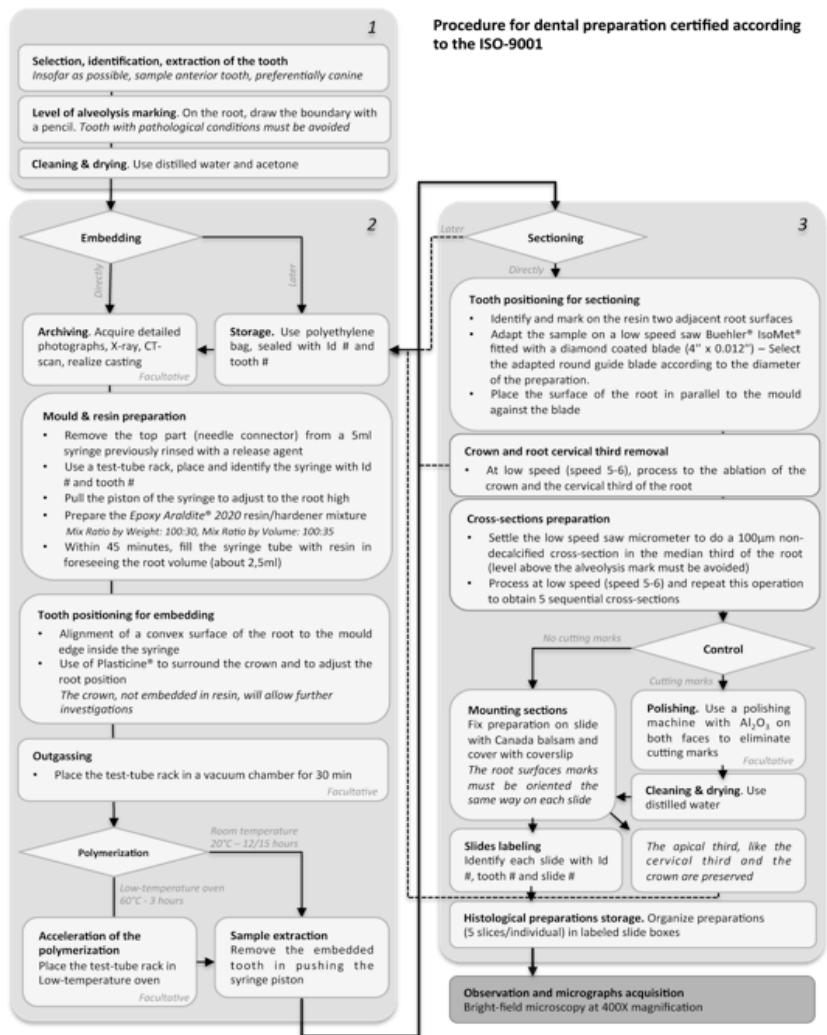 Procedure for dental preparation certified according
to the ISO-9001
1
Selection, identification, extraction of the tooth
Insofar as possible, sample anterior tooth, preferentially canine
Level of alveolysis marking. On the root, draw the boundary with
a pencil. Tooth with pathological conditions must be avoided
Cleaning & drying. Use distilled water and acetone
2
Embedding
Directly
Later
Archiving. Acquire detailed
photographs, X-ray, CT-
scan, realize casting
Facultative
Storage. Use polyethylene
bag, sealed with Id # and
tooth #
Mould & resin preparation
• Remove the top part (needle connector) from a 5ml
syringe previously rinsed with a release agent
• Use a test-tube rack, place and identify the syringe with Id
# and tooth #
• Pull the piston of the syringe to adjust to the root high
• Prepare the Epoxy Araldite® 2020 resin/hardener mixture
Mix Ratio by Weight: 100:30, Mix Ratio by Volume: 100:35
• Within 45 minutes, fill the syringe tube with resin in
foreseeing the root volume (about 2,5ml)
Tooth positioning for embedding
• Alignment of a convex surface of the root to the mould
edge inside the syringe
• Use of Plasticine® to surround the crown and to adjust the
root position
The crown, not embedded in resin, will allow further
investigations
Outgassing
• Place the test-tube rack in a vacuum chamber for 30 min
Facultative
Polymerization
Room temperature
20°C – 12/15 hours
Low-temperature oven
60°C - 3 hours
Acceleration of the
polymerization
Place the test-tube rack in
Low-temperature oven
Facultative
Sample extraction
Remove the embedded
tooth in pushing the
syringe piston
3
Later
Sectioning
Directly
Tooth positioning for sectioning
• Identify and mark on the resin two adjacent root surfaces
• Adapt the sample on a low speed saw Buehler® IsoMet®
fitted with a diamond coated blade (4'' x 0.012'') – Select
the adapted round guide blade according to the diameter
of the preparation.
• Place the surface of the root in parallel to the mould
against the blade
Crown and root cervical third removal
• At low speed (speed 5-6), process to the ablation of the
crown and the cervical third of the root
Cross-sections preparation
• Settle the low speed saw micrometer to do a 100μm non-
decalcified cross-section in the median third of the root
(level above the alveolysis mark must be avoided)
• Process at low speed (speed 5-6) and repeat this operation
to obtain 5 sequential cross-sections
No cutting marks
Control
Cutting marks
Mounting sections
Fix preparation on slide
with Canada balsam and
cover with coverslip
The root surfaces marks
must be oriented the
same way on each slide
Polishing. Use a polishing
machine with Al₂O₃ on
both faces to eliminate
cutting marks
Facultative
Cleaning & drying. Use
distilled water
Slides labeling
Identify each slide with Id
#, tooth # and slide #
The apical third, like the
cervical third and the
crown are preserved
Histological preparations storage. Organize preparations
(5 slices/individual) in labeled slide boxes
Observation and micrographs acquisition
Bright-field microscopy at 400X magnification